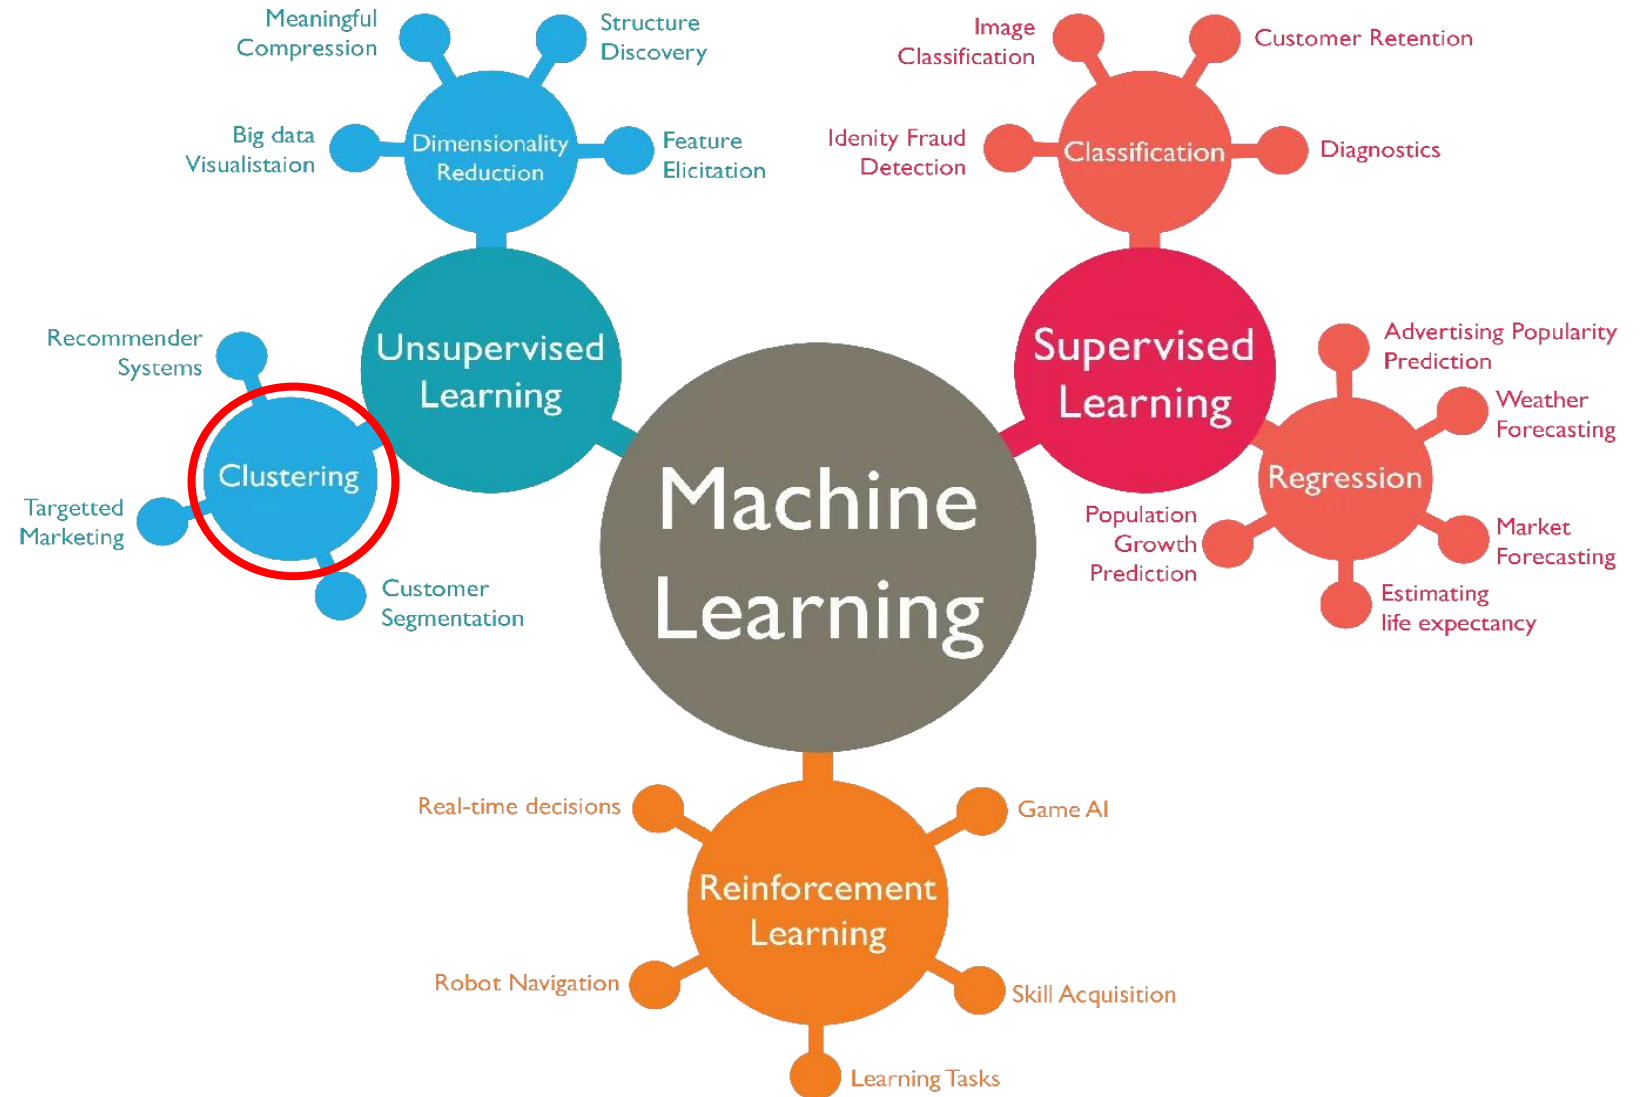 Meaningful
Compression
Structure
Discovery
Big data
Visualistaion
Dimensionality
Reduction
Feature
Elicitation
Image
Classification
Customer Retention
Idenity Fraud
Detection
Classification
Diagnostics
Recommender
Systems
Unsupervised
Learning
Clustering
Targetted
Marketing
Customer
Segmentation
Machine
Learning
Supervised
Learning
Advertising Popularity
Prediction
Weather
Forecasting
Regression
Population
Growth
Prediction
Market
Forecasting
Estimating
life expectancy
Real-time decisions
Game AI
Reinforcement
Learning
Robot Navigation
Skill Acquisition
Learning Tasks